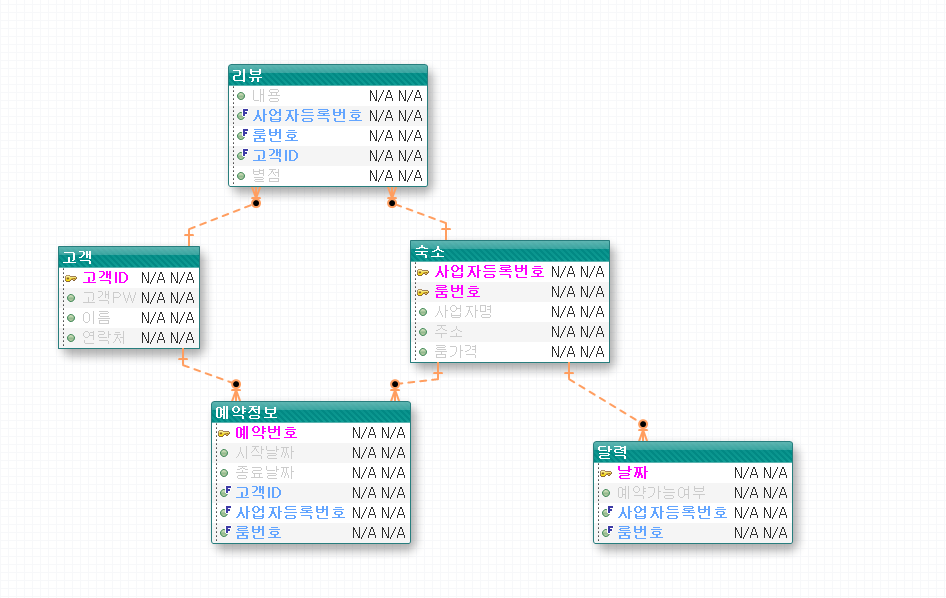 리뷰
내용 N/A N/A
사업자등록번호 N/A N/A
룸번호 N/A N/A
고객ID N/A N/A
별점 N/A N/A
고객
고객ID N/A N/A
고객PW N/A N/A
이름 N/A N/A
연락처 N/A N/A
숙소
사업자등록번호 N/A N/A
룸번호 N/A N/A
사업자명 N/A N/A
주소 N/A N/A
룸가격 N/A N/A
예약정보
예약번호 N/A N/A
시작날짜 N/A N/A
종료날짜 N/A N/A
고객ID N/A N/A
사업자등록번호 N/A N/A
룸번호 N/A N/A
달력
날짜 N/A N/A
예약가능여부 N/A N/A
사업자등록번호 N/A N/A
룸번호 N/A N/A